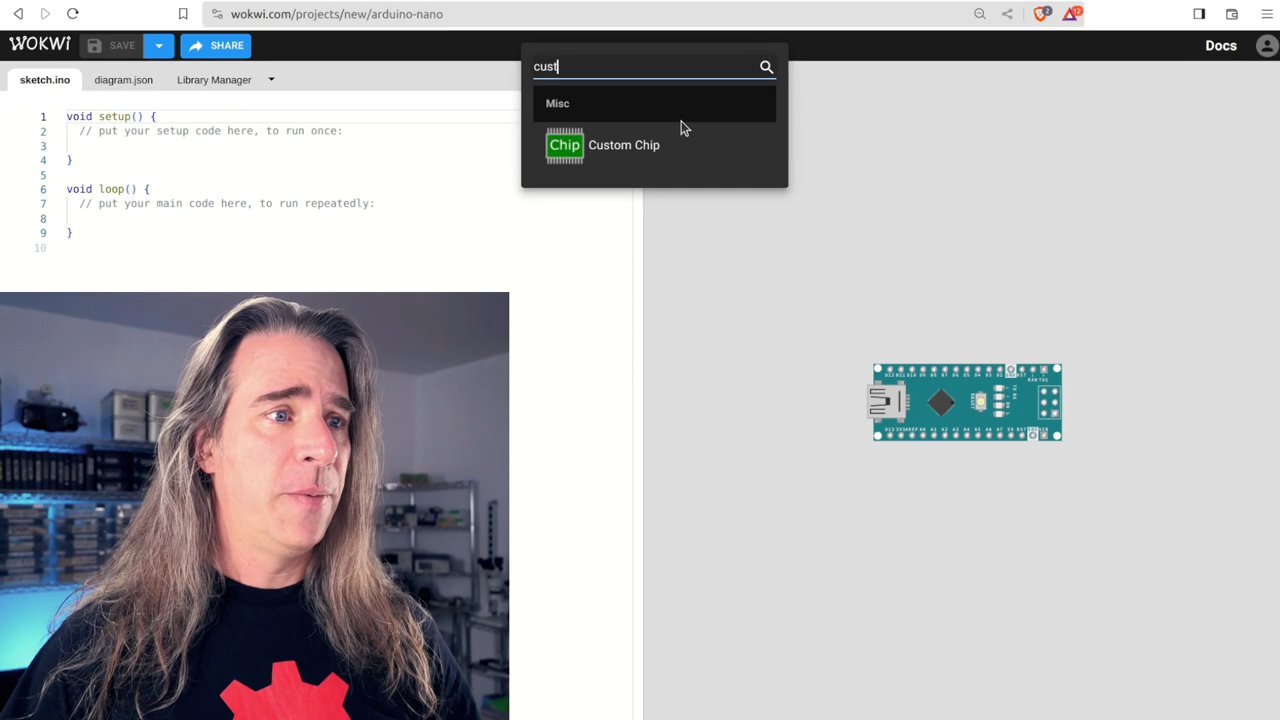 wokwi.com/projects/new/arduino-nano
2
12
WOKWI
SAVE
SHARE
Docs
sketch.ino
diagram.json
Library Manager
cust
Misc
Chip
Custom Chip
1 void setup() {
2 // put your setup code here, to run once:
3
4 }
5
6 void loop() {
7 // put your main code here, to run repeatedly:
8
9 }
10